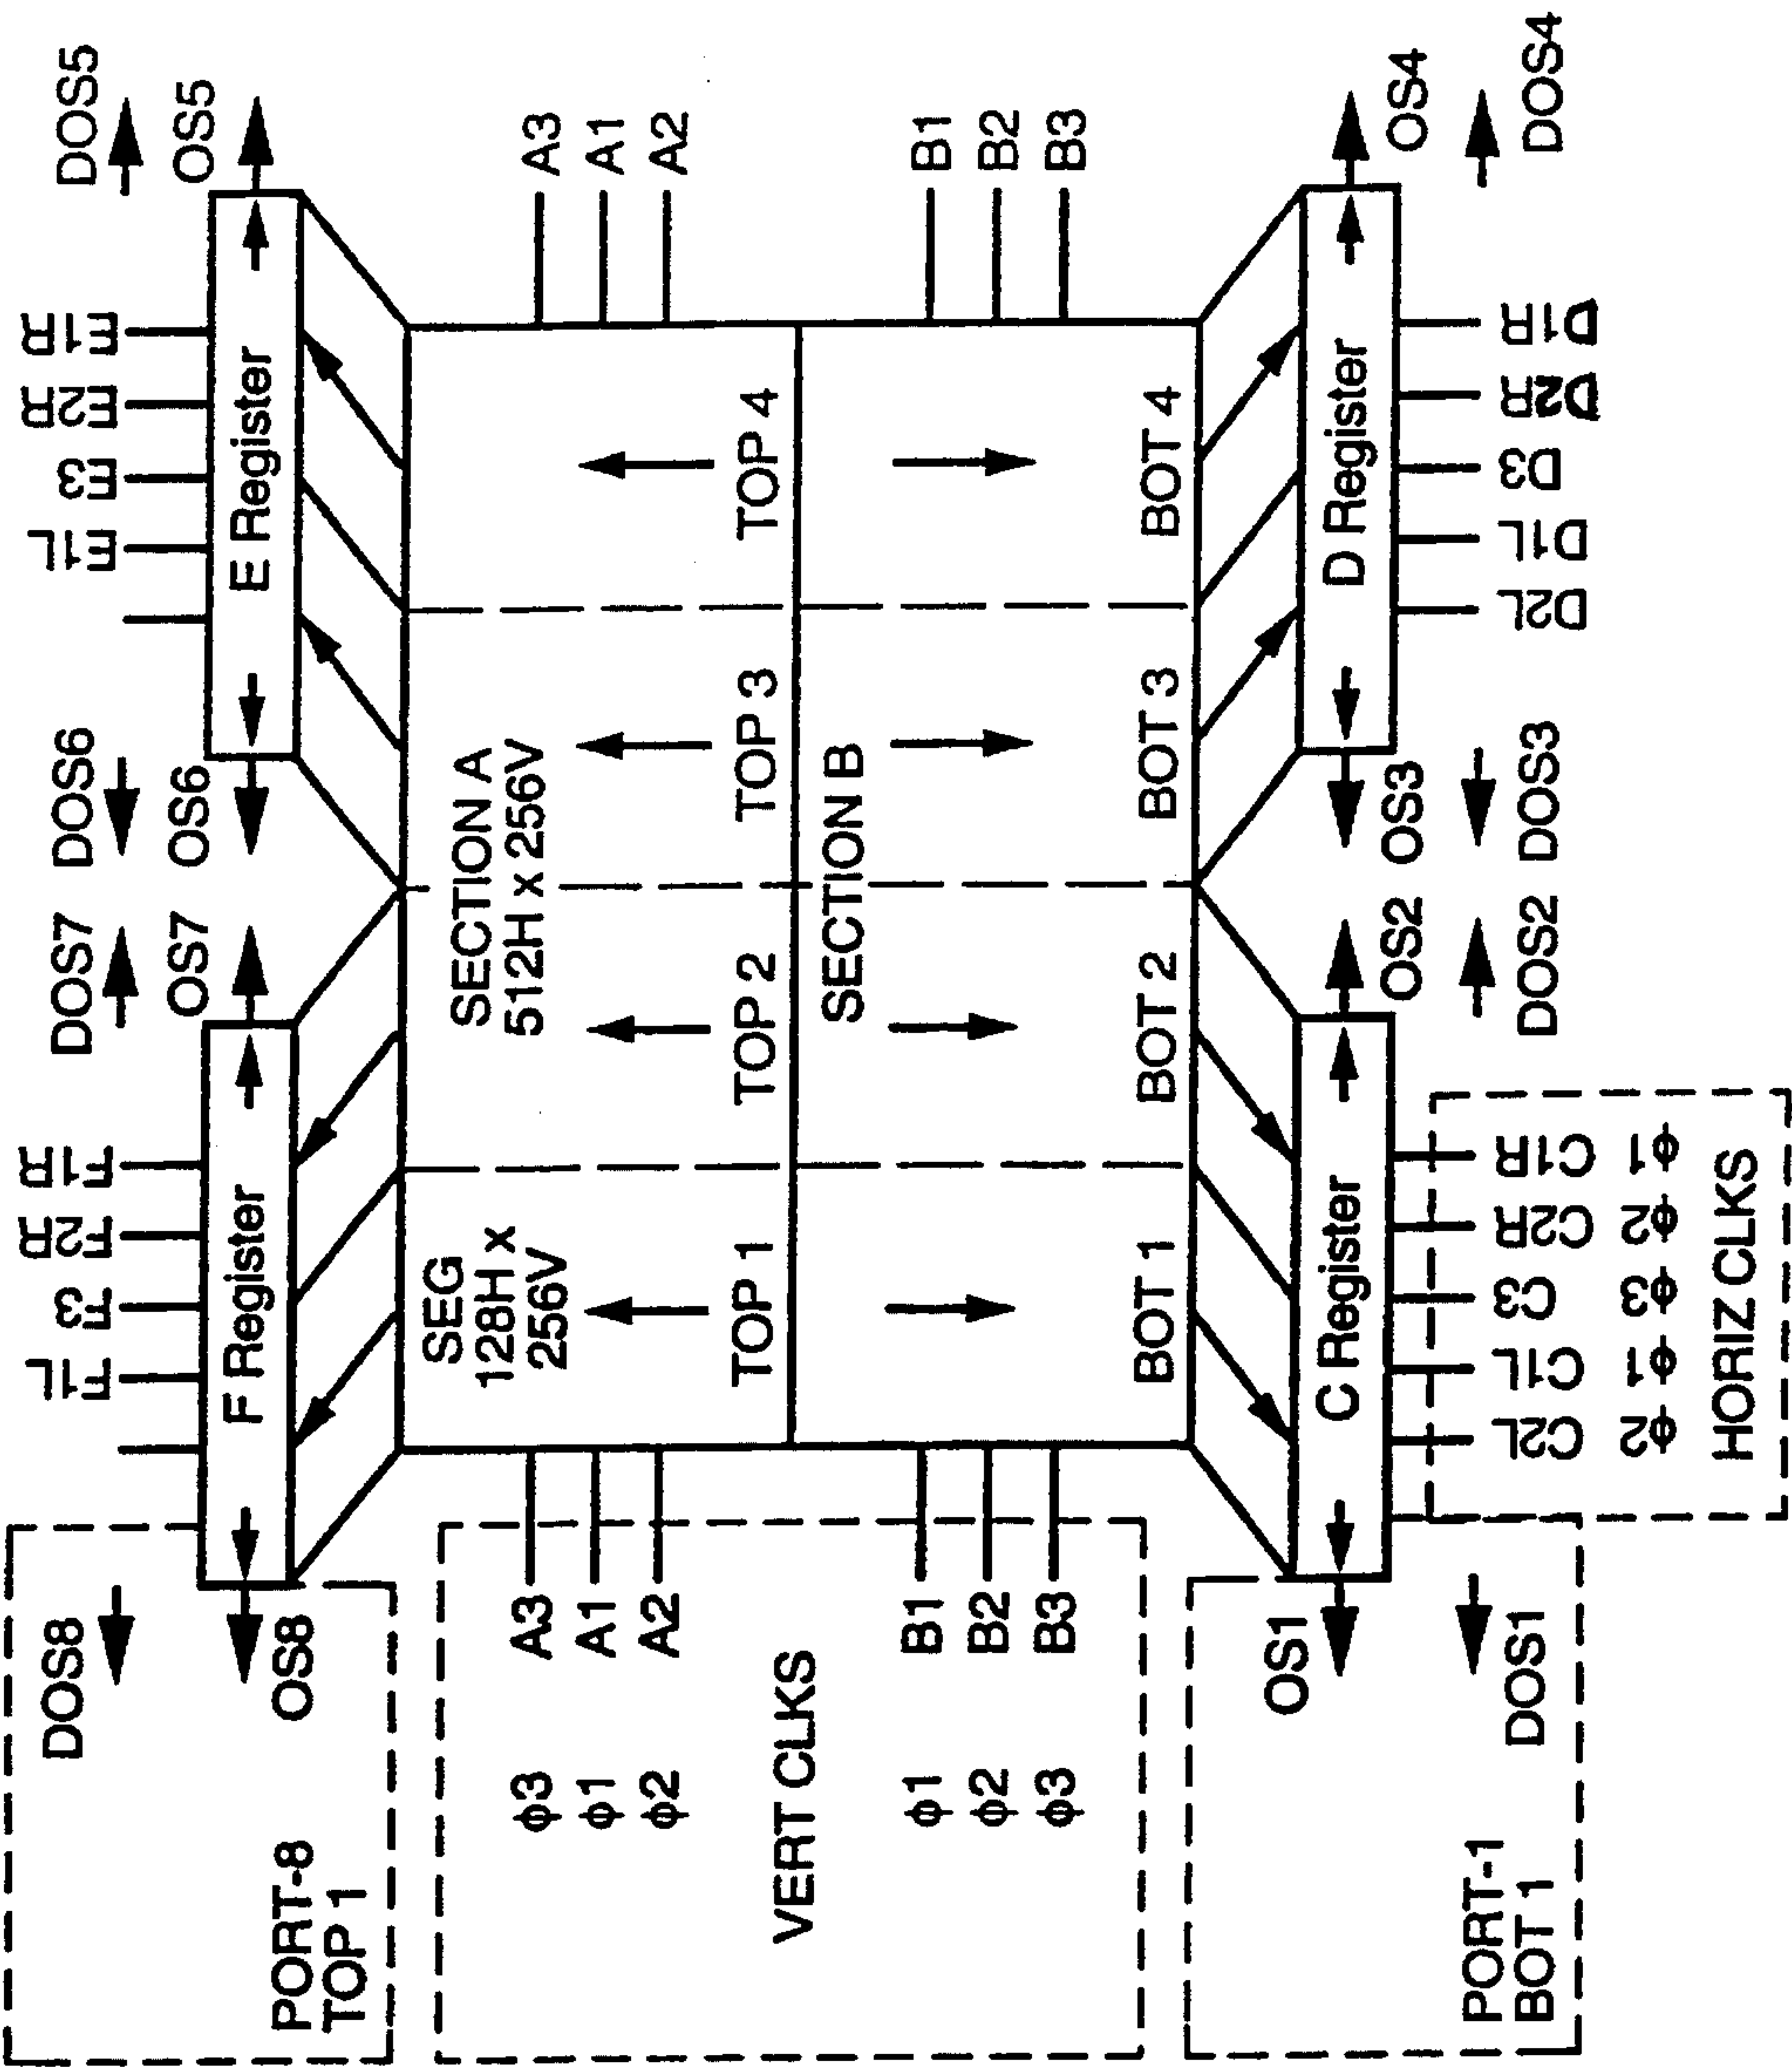 DOS8
DOS7
DOS6
DOS5
OS8
OS7
OS6
OS5
PORT-8
TOP 1
F1L
F3
F2R
F1R
E1L
E3
E2R
E1R
F Register
E Register
SEG
128H x
256V
SECTION A
512H x 256V
φ3 A3
φ1 A1
φ2 A2
A3
A1
A2
TOP 1
TOP 2
TOP 3
TOP 4
VERT CLKS
SECTION B
φ1 B1
φ2 B2
φ3 B3
B1
B2
B3
BOT 1
BOT 2
BOT 3
BOT 4
C Register
D Register
OS1
OS2
OS3
OS4
PORT-1
BOT 1
DOS1
DOS2
DOS3
DOS4
C2L
C1L
C3
C2R
C1R
D2L
D1L
D3
D2R
D1R
φ2
φ1
φ3
φ2
φ1
HORIZ CLKS